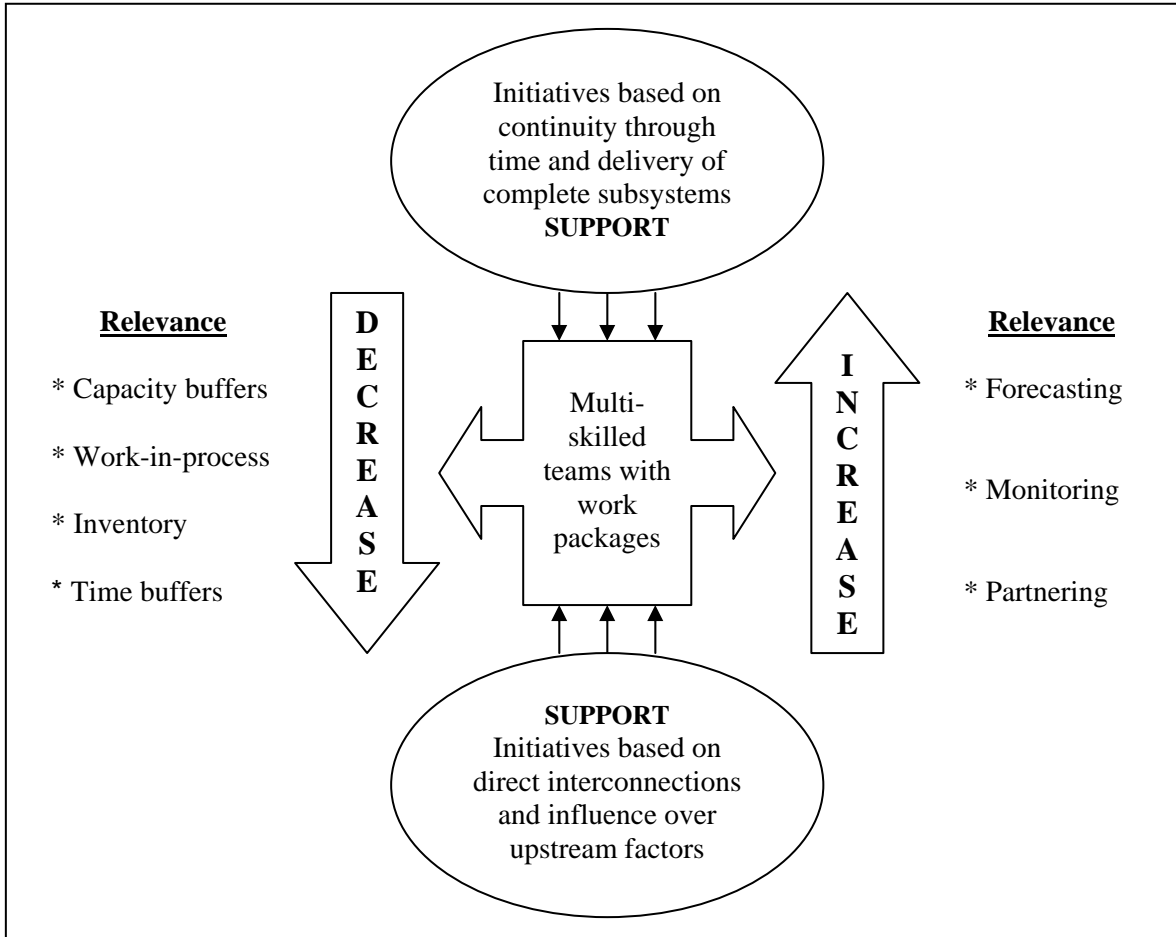 Initiatives based on
continuity through
time and delivery of
complete subsystems
SUPPORT
Relevance
* Capacity buffers
* Work-in-process
* Inventory
* Time buffers
D
E
C
R
E
A
S
E
Multi-
skilled
teams with
work
packages
I
N
C
R
E
A
S
E
Relevance
* Forecasting
* Monitoring
* Partnering
SUPPORT
Initiatives based on
direct interconnections
and influence over
upstream factors